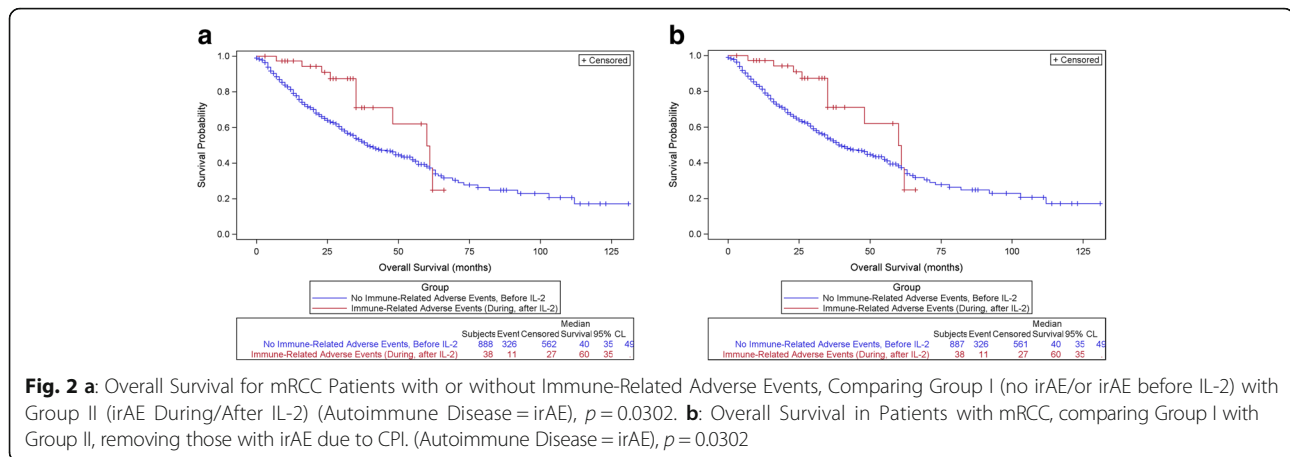 a
1.0
0.8
0.6
0.4
0.2
0.0
Survival Probability
+ Censored
0 25 50 75 100 125
Overall Survival (months)
Group
No Immune-Related Adverse Events, Before IL-2
Immune-Related Adverse Events (During, after IL-2)
Median
Subjects Event Censored Survival 95% CL
No Immune-Related Adverse Events, Before IL-2 888 326 562 40 35 49
Immune-Related Adverse Events (During, after IL-2) 38 11 27 60 35 .
b
1.0
0.8
0.6
0.4
0.2
0.0
Survival Probability
+ Censored
0 25 50 75 100 125
Overall Survival (months)
Group
No Immune-Related Adverse Events, Before IL-2
Immune-Related Adverse Events (During, after IL-2)
Median
Subjects Event Censored Survival 95% CL
No Immune-Related Adverse Events, Before IL-2 887 326 561 40 35 49
Immune-Related Adverse Events (During, after IL-2) 38 11 27 60 35 .
Fig. 2 a: Overall Survival for mRCC Patients with or without Immune-Related Adverse Events, Comparing Group I (no irAE/or irAE before IL-2) with
Group II (irAE During/After IL-2) (Autoimmune Disease = irAE), p = 0.0302. b: Overall Survival in Patients with mRCC, comparing Group I with
Group II, removing those with irAE due to CPI. (Autoimmune Disease = irAE), p = 0.0302